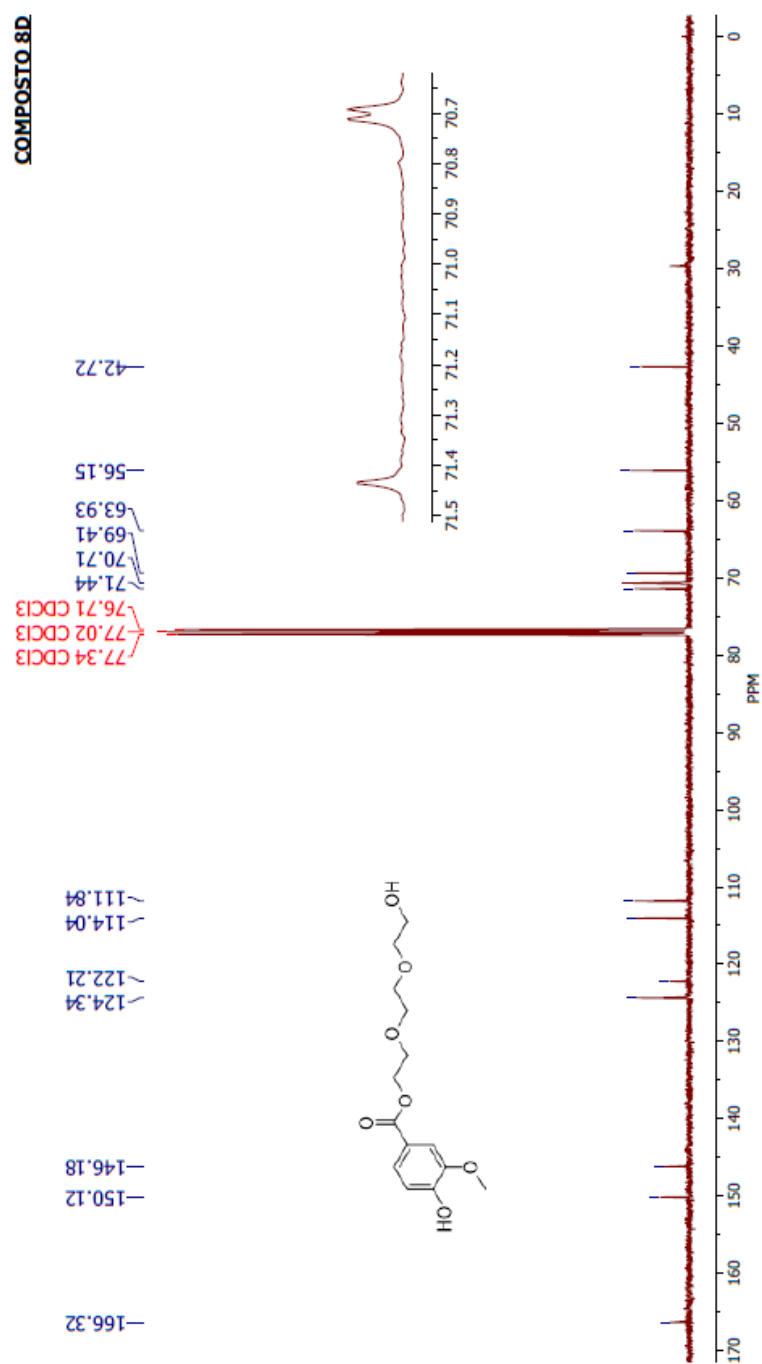 COMPOSTO 8D
166.32
150.12
146.18
124.34
122.21
114.04
111.84
77.34 CDCl3
77.02 CDCl3
76.71 CDCl3
71.44
70.71
69.41
63.93
56.15
42.72
71.5 71.4 71.3 71.2 71.1 71.0 70.9 70.8 70.7
HO
O
O
O
O
O
OH
170 160 150 140 130 120 110 100 90 80 70 60 50 40 30 20 10 0
PPM